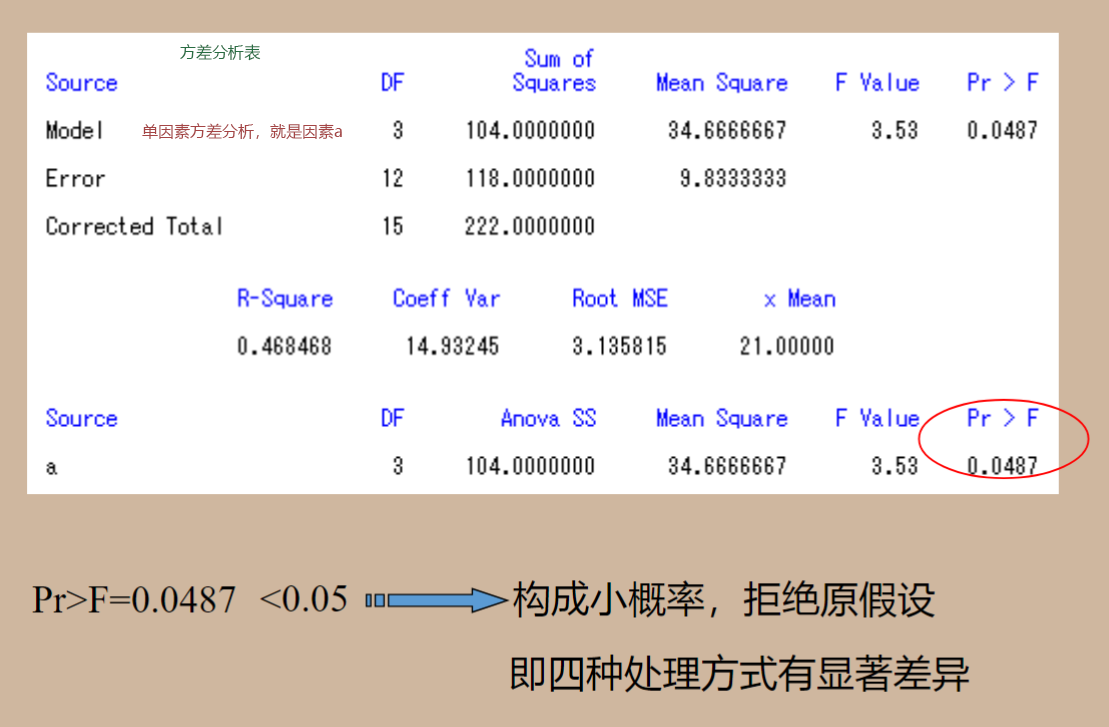 方差分析表
Source DF Sum of Squares Mean Square F Value Pr > F
Model 单因素方差分析，就是因素a 3 104.0000000 34.6666667 3.53 0.0487
Error 12 118.0000000 9.8333333
Corrected Total 15 222.0000000
R-Square Coeff Var Root MSE x Mean
0.468468 14.93245 3.135815 21.00000
Source DF Anova SS Mean Square F Value Pr > F
a 3 104.0000000 34.6666667 3.53 0.0487
Pr>F=0.0487 <0.05 构成小概率，拒绝原假设
即四种处理方式有显著差异